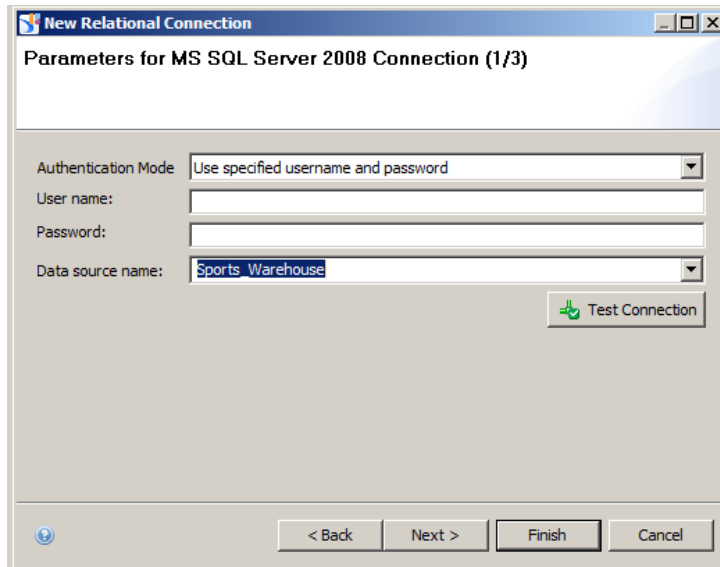 New Relational Connection
Parameters for MS SQL Server 2008 Connection (1/3)
Authentication Mode Use specified username and password
User name:
Password:
Data source name: Sports_Warehouse
Test Connection
< Back Next > Finish Cancel